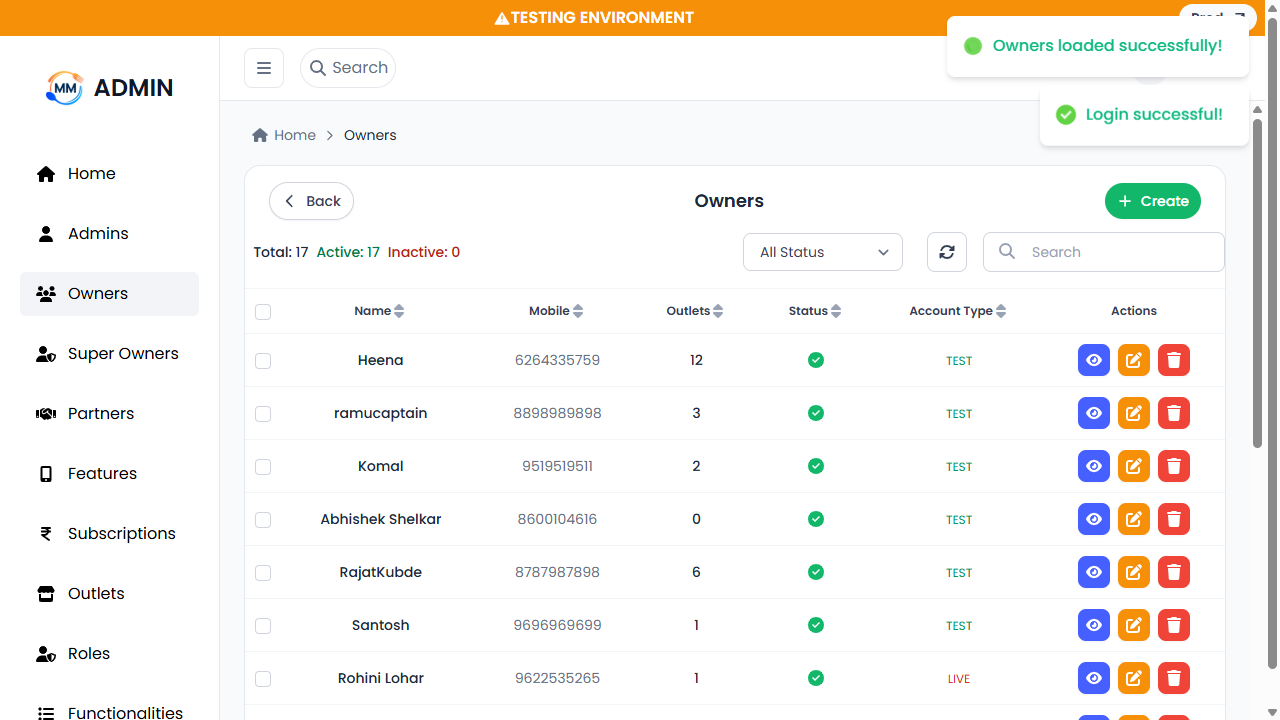 TESTING ENVIRONMENT
Owners loaded successfully!
Login successful!
MM ADMIN
Search
Home
Admins
Owners
Super Owners
Partners
Features
Subscriptions
Outlets
Roles
Functionalities
Home > Owners
Back
Owners
+ Create
Total: 17 Active: 17 Inactive: 0
All Status
Search
Name Mobile Outlets Status Account Type Actions
Heena 6264335759 12 TEST
ramucaptain 8898989898 3 TEST
Komal 9519519511 2 TEST
Abhishek Shelkar 8600104616 0 TEST
RajatKubde 8787987898 6 TEST
Santosh 9696969699 1 TEST
Rohini Lohar 9622535265 1 LIVE